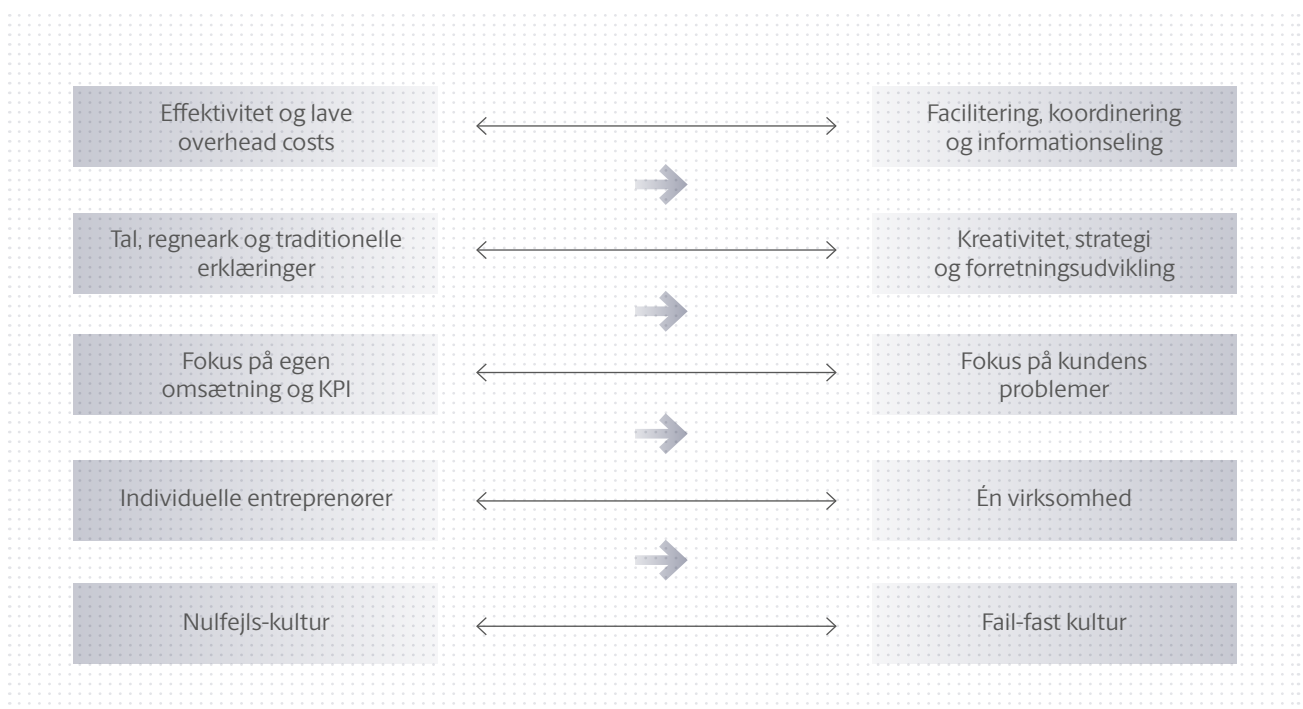 Effektivitet og lave
overhead costs
Facilitering, koordinering
og informationseling
Tal, regneark og traditionelle
erklæringer
Kreativitet, strategi
og forretningsudvikling
Fokus på egen
omsætning og KPI
Fokus på kundens
problemer
Individuelle entreprenører
Én virksomhed
Nulfejls-kultur
Fail-fast kultur